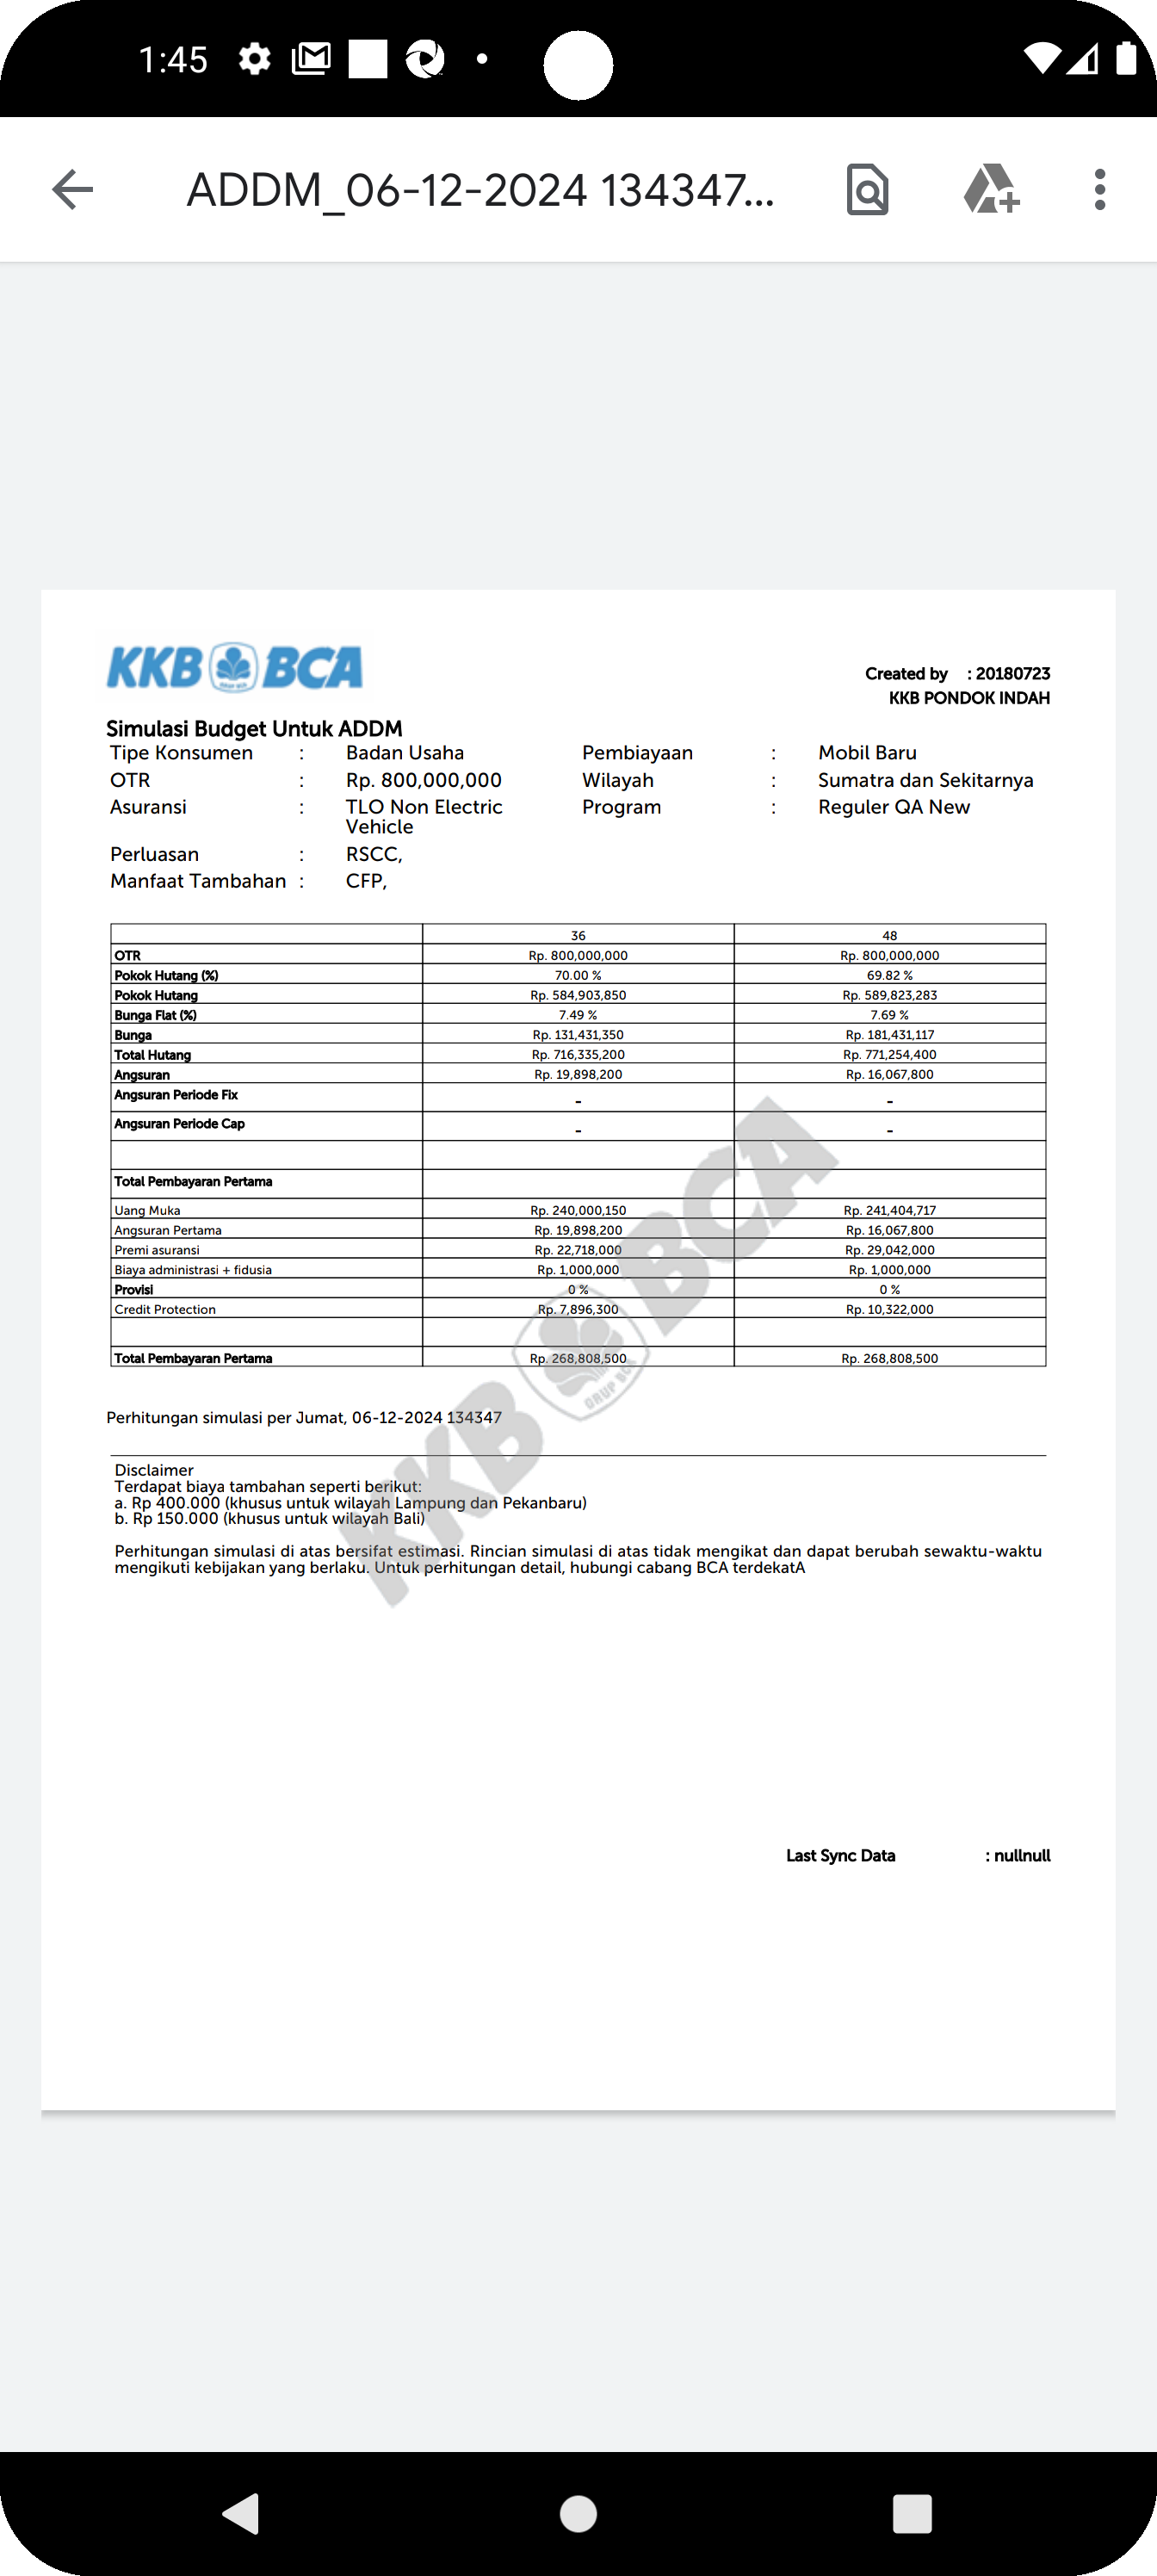 1:45
ADDM_06-12-2024 134347...
KKB BCA
GRUP BCA
Created by : 20180723
KKB PONDOK INDAH
Simulasi Budget Untuk ADDM
Tipe Konsumen : Badan Usaha Pembiayaan : Mobil Baru
OTR : Rp. 800,000,000 Wilayah : Sumatra dan Sekitarnya
Asuransi : TLO Non Electric Program : Reguler QA New
Vehicle
Perluasan : RSCC,
Manfaat Tambahan : CFP,
36 48
OTR Rp. 800,000,000 Rp. 800,000,000
Pokok Hutang (%) 70.00 % 69.82 %
Pokok Hutang Rp. 584,903,850 Rp. 589,823,283
Bunga Flat (%) 7.49 % 7.69 %
Bunga Rp. 131,431,350 Rp. 181,431,117
Total Hutang Rp. 716,335,200 Rp. 771,254,400
Angsuran Rp. 19,898,200 Rp. 16,067,800
Angsuran Periode Fix - -
Angsuran Periode Cap - -
Total Pembayaran Pertama
Uang Muka Rp. 240,000,150 Rp. 241,404,717
Angsuran Pertama Rp. 19,898,200 Rp. 16,067,800
Premi asuransi Rp. 22,718,000 Rp. 29,042,000
Biaya administrasi + fidusia Rp. 1,000,000 Rp. 1,000,000
Provisi 0 % 0 %
Credit Protection Rp. 7,896,300 Rp. 10,322,000
Total Pembayaran Pertama Rp. 268,808,500 Rp. 268,808,500
KKB BCA
GRUP BCA
Perhitungan simulasi per Jumat, 06-12-2024 134347
Disclaimer
Terdapat biaya tambahan seperti berikut:
a. Rp 400.000 (khusus untuk wilayah Lampung dan Pekanbaru)
b. Rp 150.000 (khusus untuk wilayah Bali)
Perhitungan simulasi di atas bersifat estimasi. Rincian simulasi di atas tidak mengikat dan dapat berubah sewaktu-waktu
mengikuti kebijakan yang berlaku. Untuk perhitungan detail, hubungi cabang BCA terdekatA
Last Sync Data : nullnull